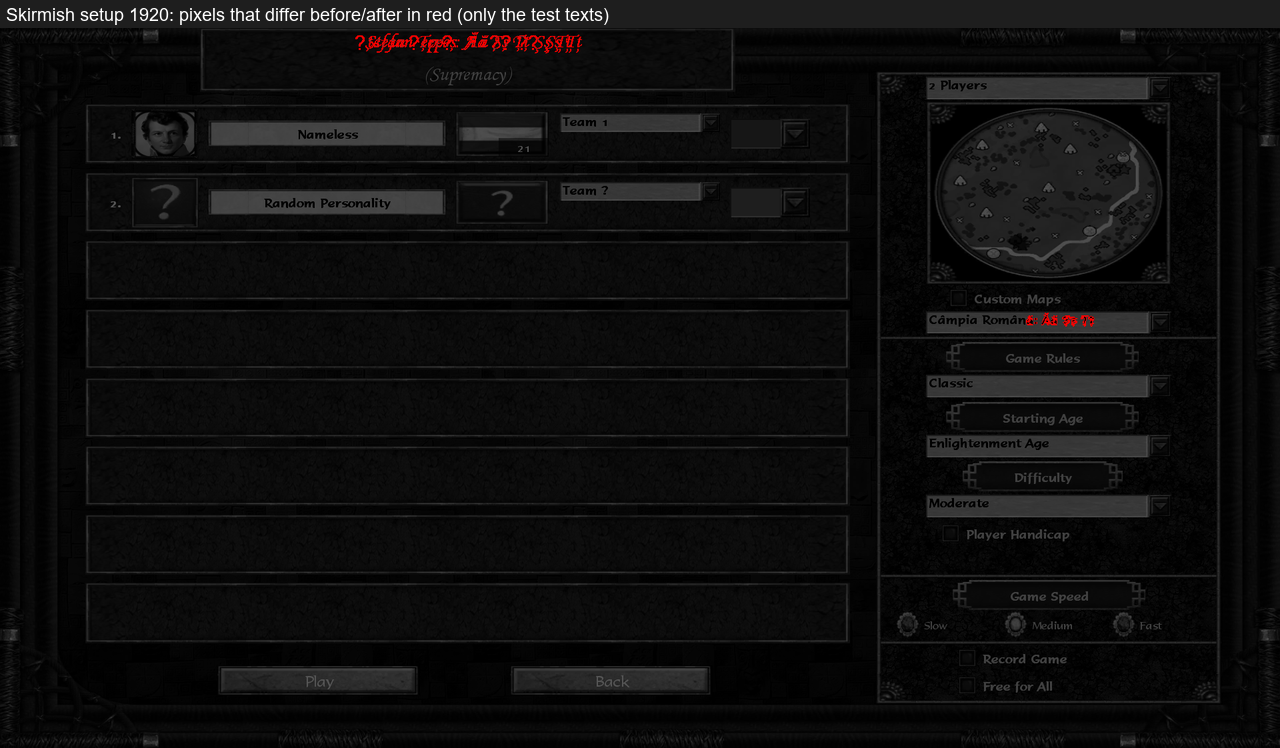 Skirmish setup 1920: pixels that differ before/after in red (only the test texts)
(Supremacy)
2 Players
1.
Nameless
21
Team 1
2.
?
Random Personality
?
Team ?
Custom Maps
Câmpia Român
Game Rules
Classic
Starting Age
Enlightenment Age
Difficulty
Moderate
Player Handicap
Game Speed
Slow
Medium
Fast
Record Game
Free for All
Play
Back